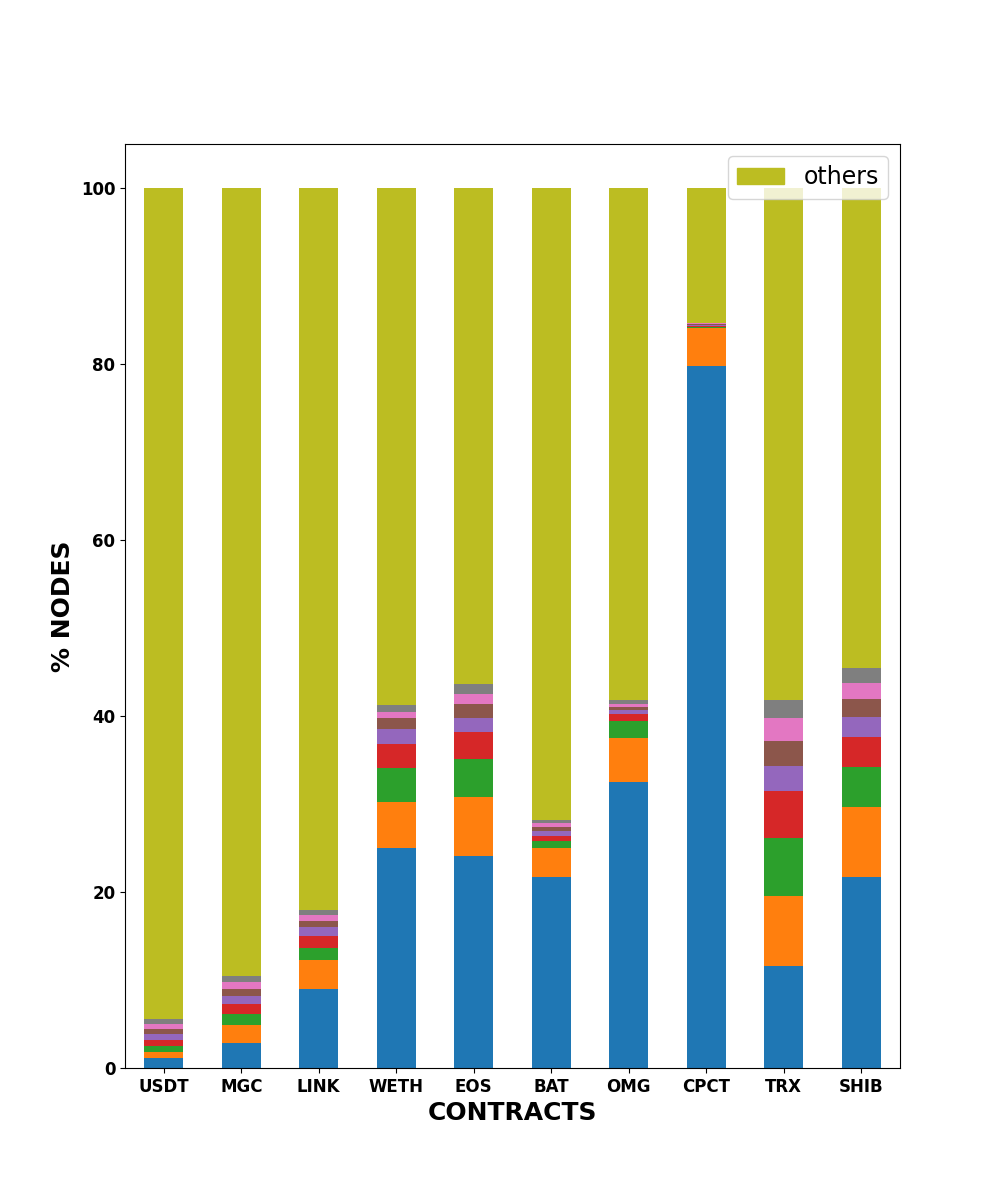 others
100
80
60
40
20
0
% NODES
USDT MGC LINK WETH EOS BAT OMG CPCT TRX SHIB
CONTRACTS